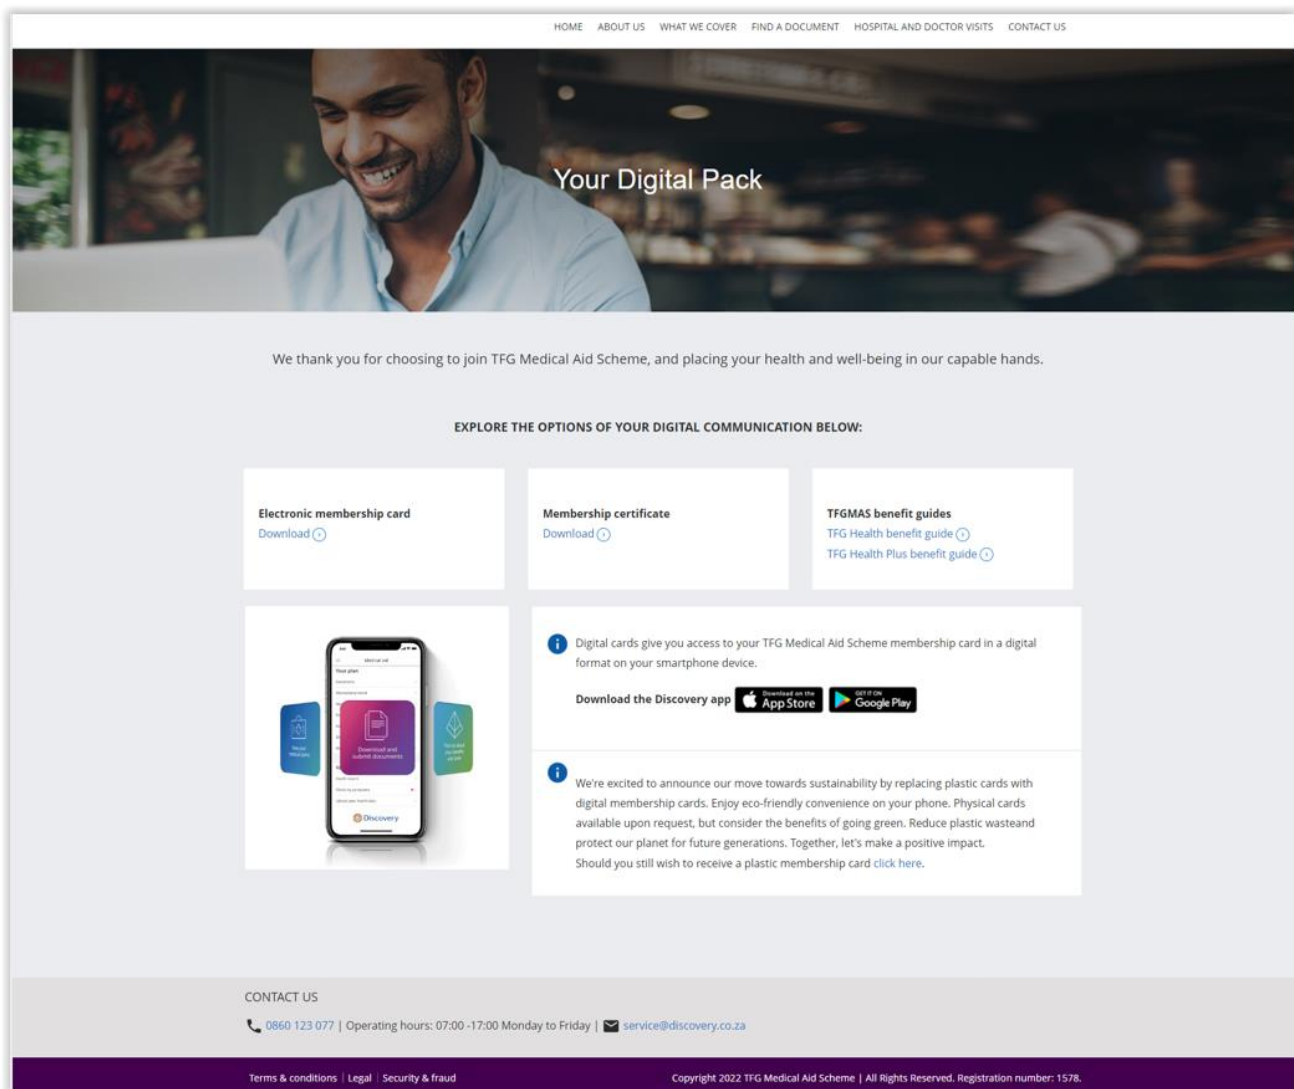 HOME ABOUT US WHAT WE COVER FIND A DOCUMENT HOSPITAL AND DOCTOR VISITS CONTACT US
Your Digital Pack
We thank you for choosing to join TFG Medical Aid Scheme, and placing your health and well-being in our capable hands.
EXPLORE THE OPTIONS OF YOUR DIGITAL COMMUNICATION BELOW:
Electronic membership card
Download
Membership certificate
Download
TFGMAS benefit guides
TFG Health benefit guide
TFG Health Plus benefit guide
Medical aid
Your plan
Download and
submit documents
Discovery
Digital cards give you access to your TFG Medical Aid Scheme membership card in a digital
format on your smartphone device.
Download the Discovery app
Download on the
App Store
GET IT ON
Google Play
We're excited to announce our move towards sustainability by replacing plastic cards with
digital membership cards. Enjoy eco-friendly convenience on your phone. Physical cards
available upon request, but consider the benefits of going green. Reduce plastic wasteand
protect our planet for future generations. Together, let's make a positive impact.
Should you still wish to receive a plastic membership card click here.
CONTACT US
0860 123 077 | Operating hours: 07:00 -17:00 Monday to Friday | service@discovery.co.za
Terms & conditions | Legal | Security & fraud
Copyright 2022 TFG Medical Aid Scheme | All Rights Reserved. Registration number: 1578.